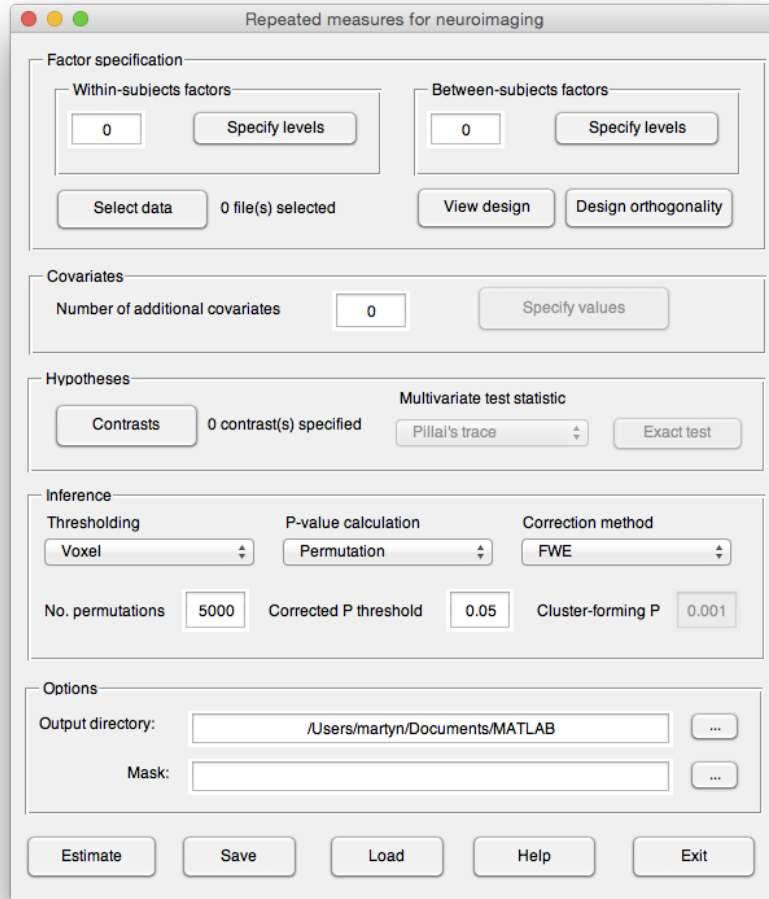 Repeated measures for neuroimaging
Factor specification
Within-subjects factors
0
Specify levels
Between-subjects factors
0
Specify levels
Select data
0 file(s) selected
View design
Design orthogonality
Covariates
Number of additional covariates
0
Specify values
Hypotheses
Contrasts
0 contrast(s) specified
Multivariate test statistic
Pillai's trace
Exact test
Inference
Thresholding
Voxel
P-value calculation
Permutation
Correction method
FWE
No. permutations
5000
Corrected P threshold
0.05
Cluster-forming P
0.001
Options
Output directory:
/Users/martyn/Documents/MATLAB
...
Mask:
...
Estimate
Save
Load
Help
Exit